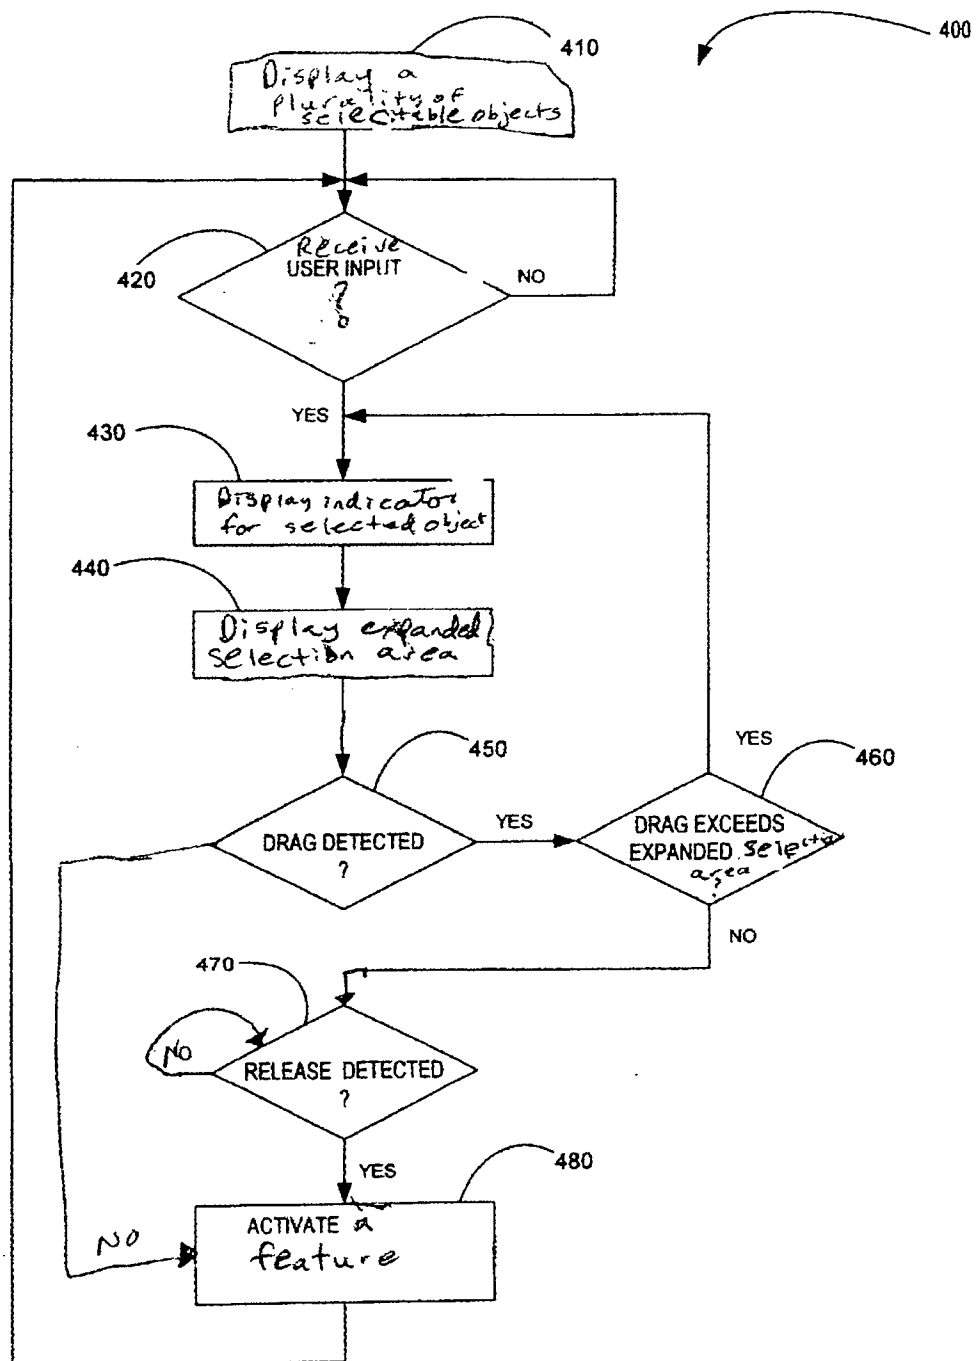 400
410
Display a
plurality of
selectable objects
420
Receive
USER INPUT
?
NO
YES
430
Display indicator
for selected object
440
Display expanded
selection area
450
DRAG DETECTED
?
YES
YES
460
DRAG EXCEEDS
EXPANDED Selection
area
?
NO
470
NO
RELEASE DETECTED
?
YES
480
NO
ACTIVATE a
feature